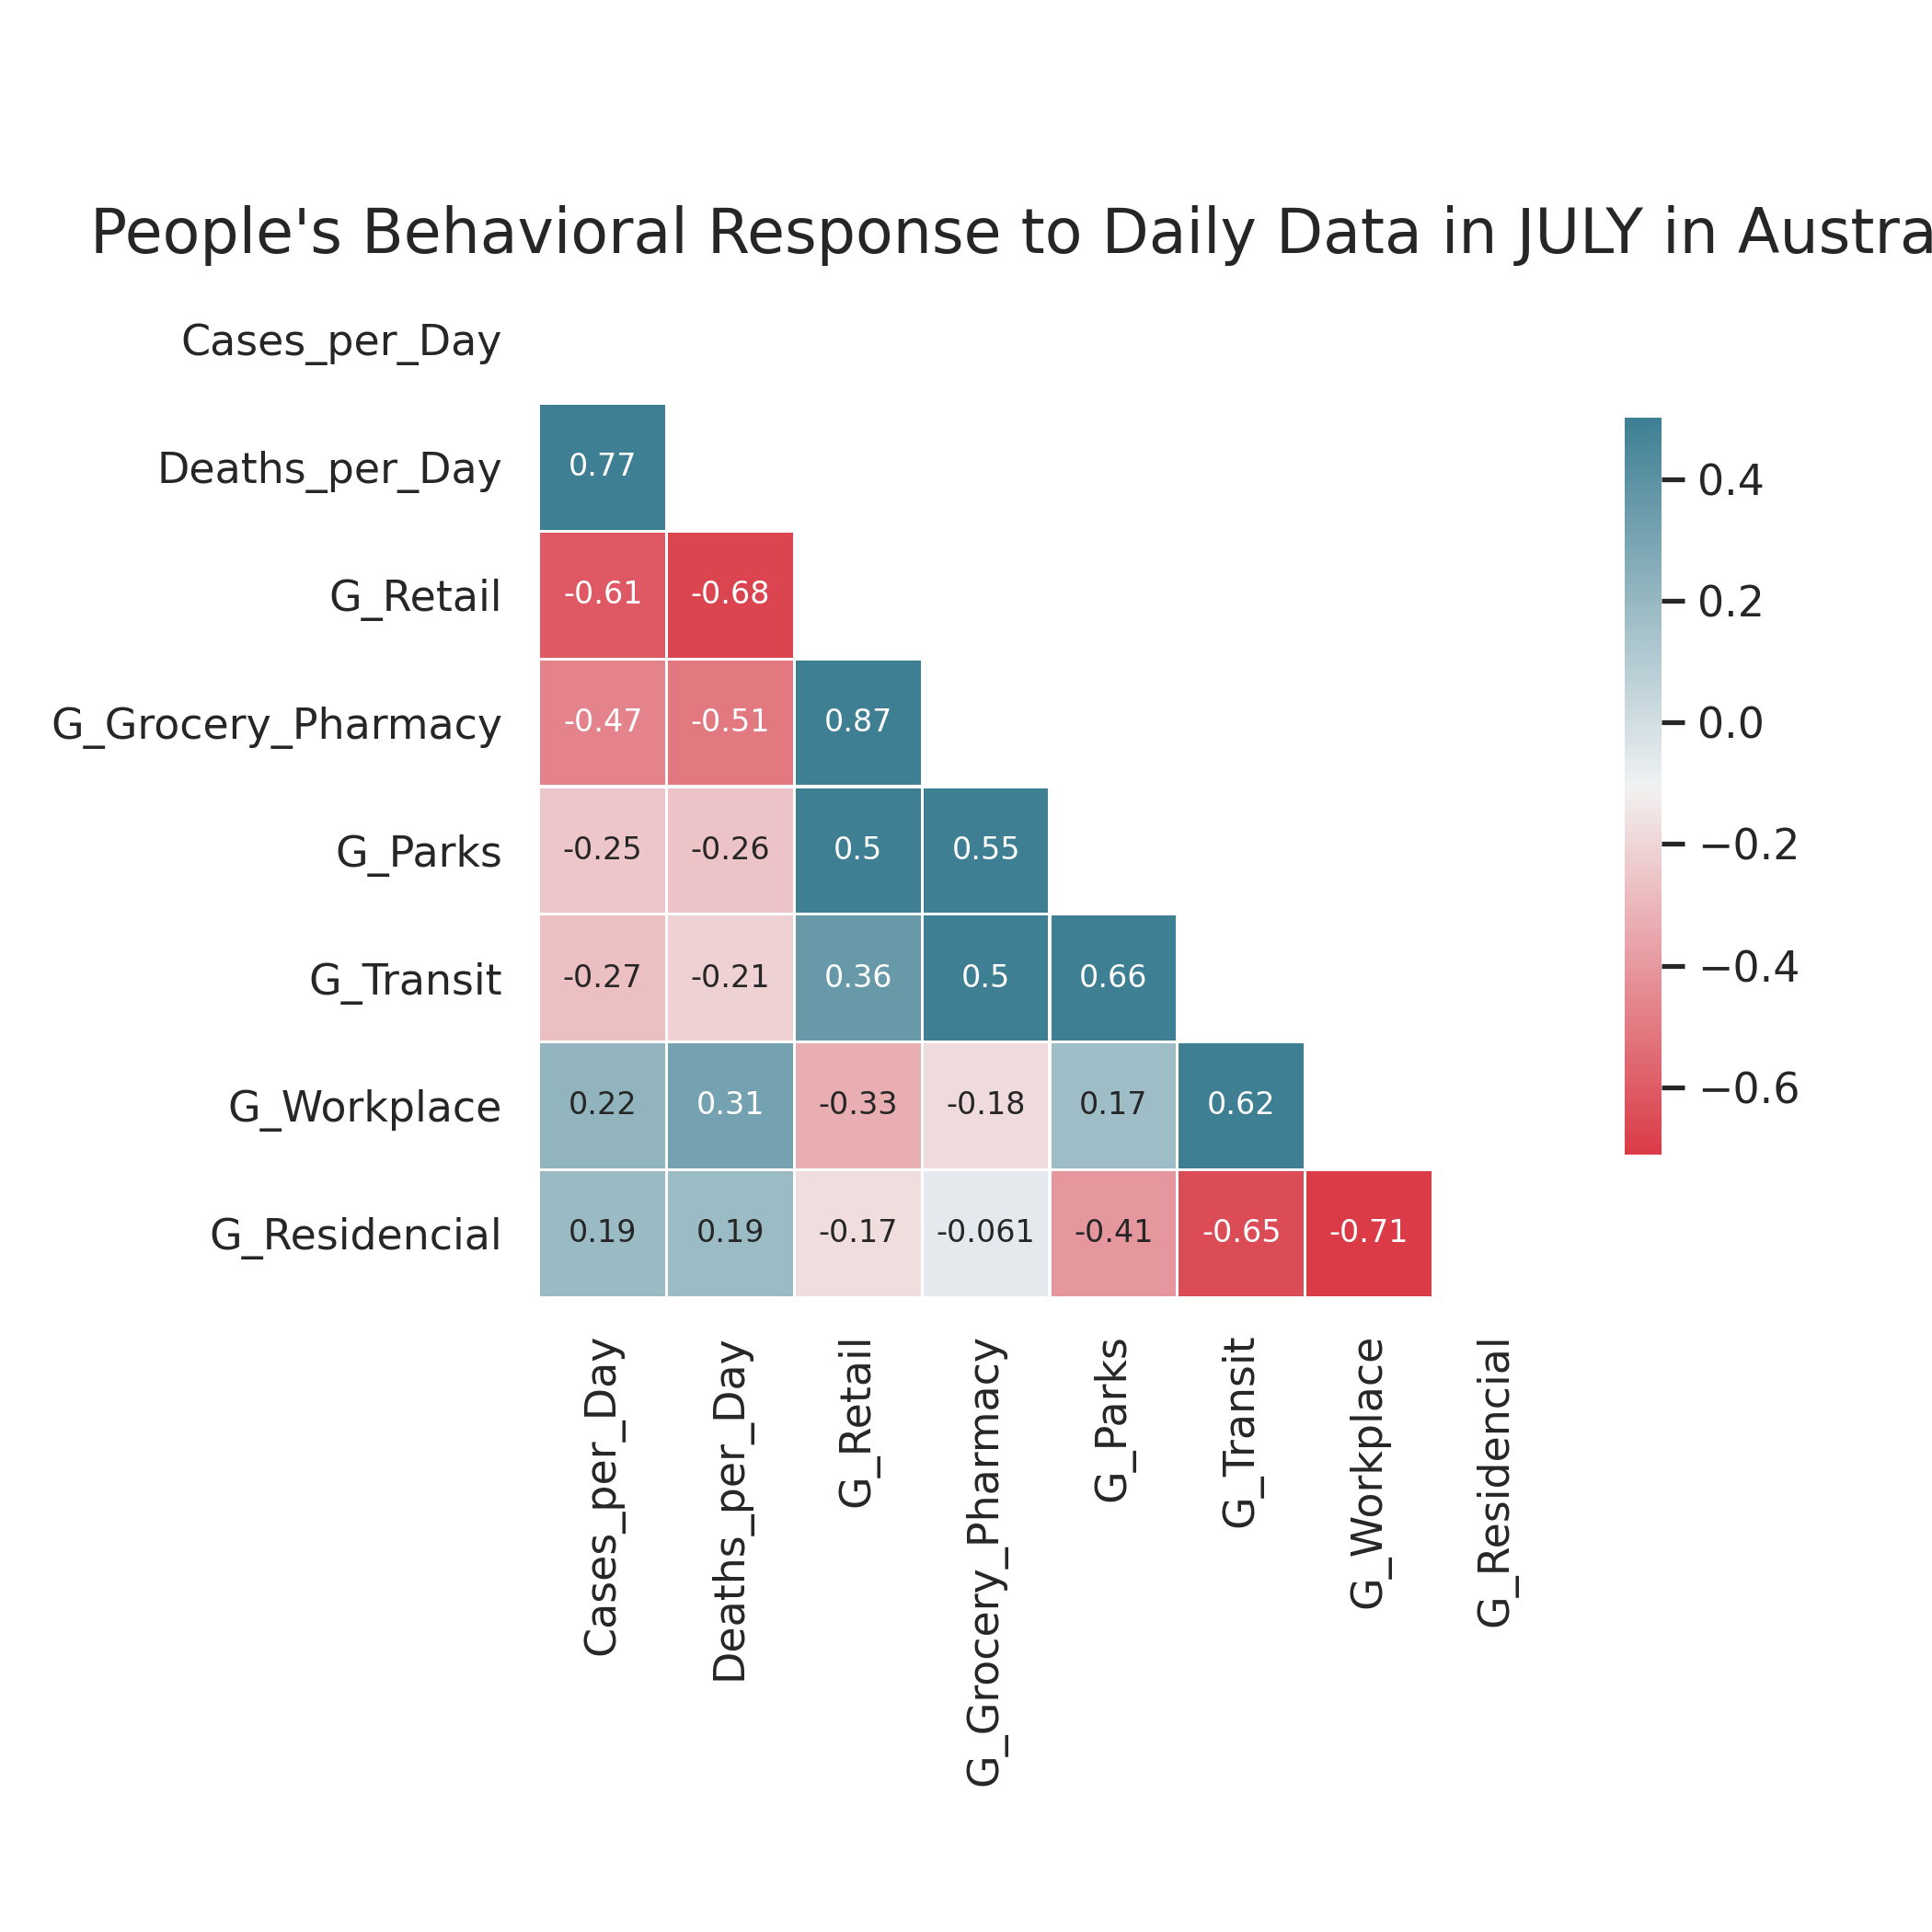 People's Behavioral Response to Daily Data in JULY in Austra
Cases_per_Day
Deaths_per_Day 0.77
G_Retail -0.61 -0.68
G_Grocery_Pharmacy -0.47 -0.51 0.87
G_Parks -0.25 -0.26 0.5 0.55
G_Transit -0.27 -0.21 0.36 0.5 0.66
G_Workplace 0.22 0.31 -0.33 -0.18 0.17 0.62
G_Residencial 0.19 0.19 -0.17 -0.061 -0.41 -0.65 -0.71
Cases_per_Day
Deaths_per_Day
G_Retail
G_Grocery_Pharmacy
G_Parks
G_Transit
G_Workplace
G_Residencial
0.4
0.2
0.0
−0.2
−0.4
−0.6